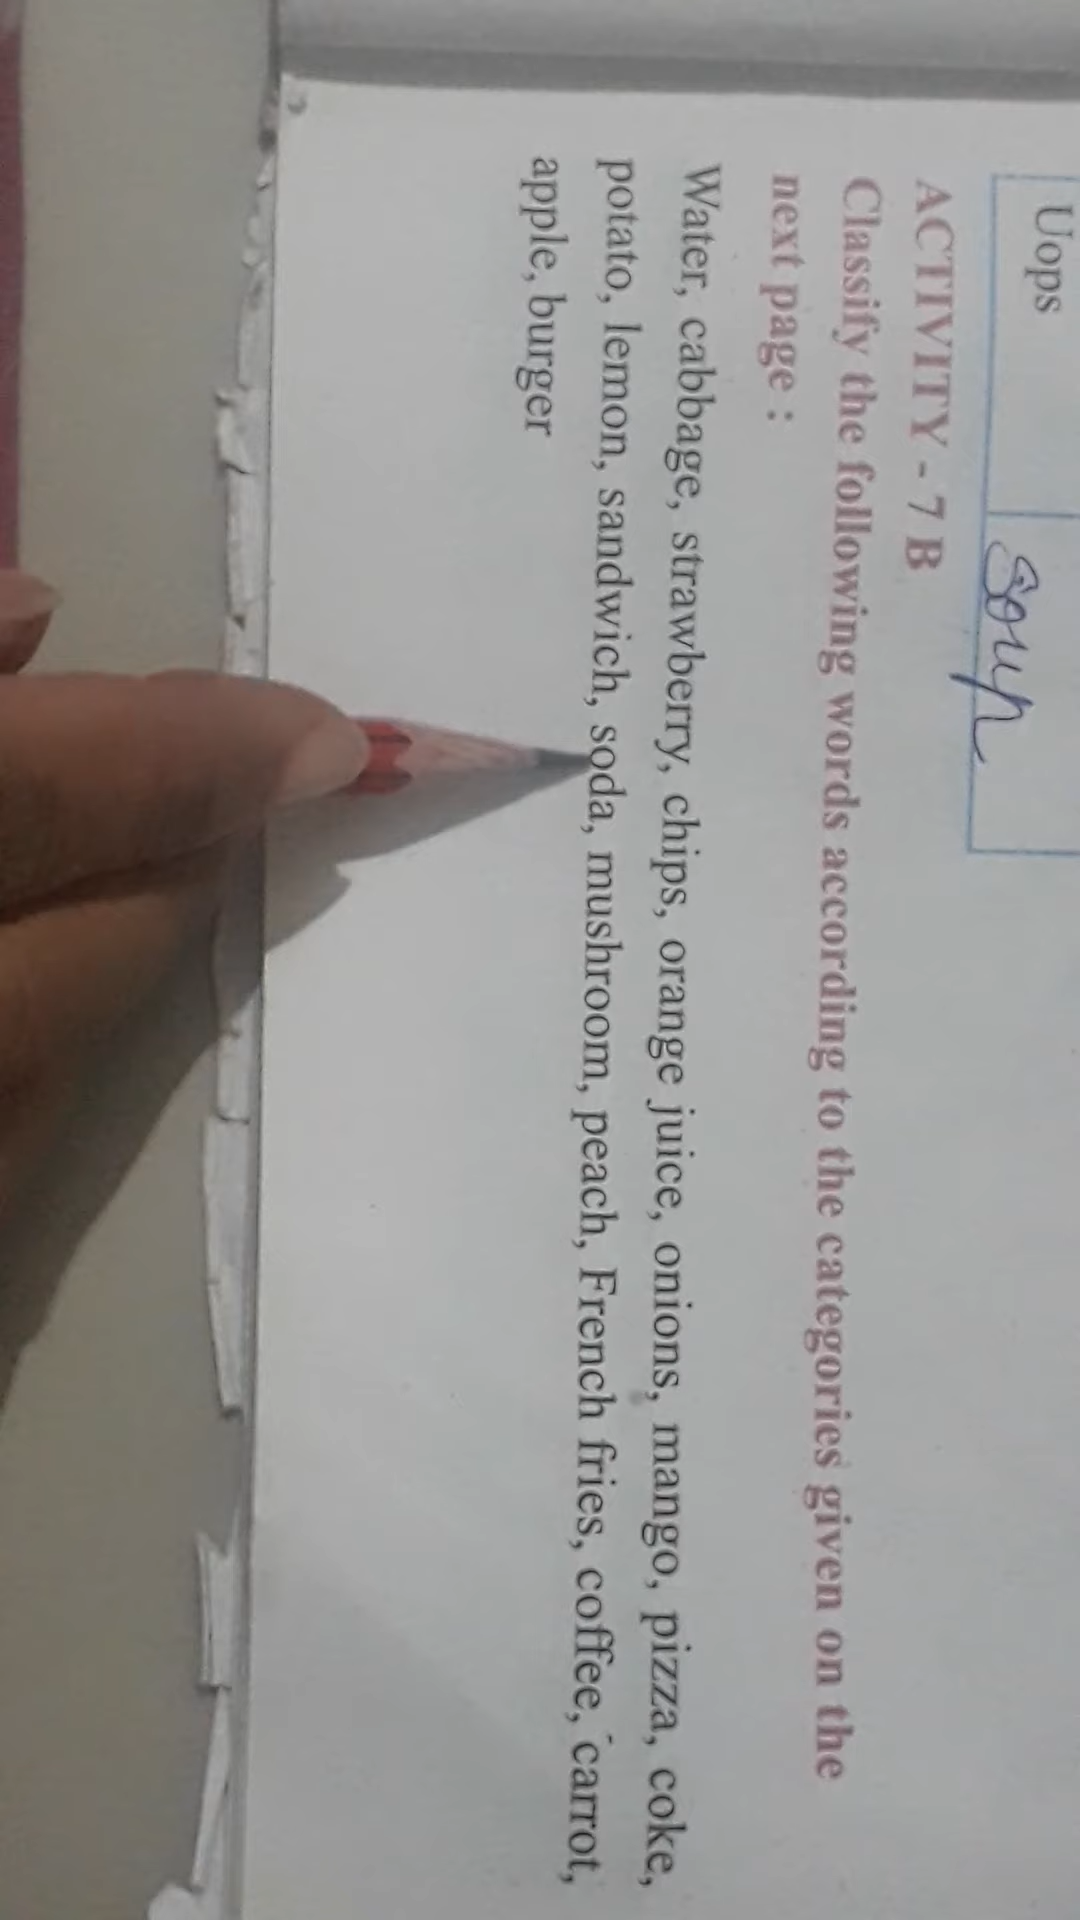 Uops
soup
ACTIVITY - 7 B
Classify the following words according to the categories given on the
next page :
Water, cabbage, strawberry, chips, orange juice, onions, mango, pizza, coke,
potato, lemon, sandwich, soda, mushroom, peach, French fries, coffee, carrot,
apple, burger